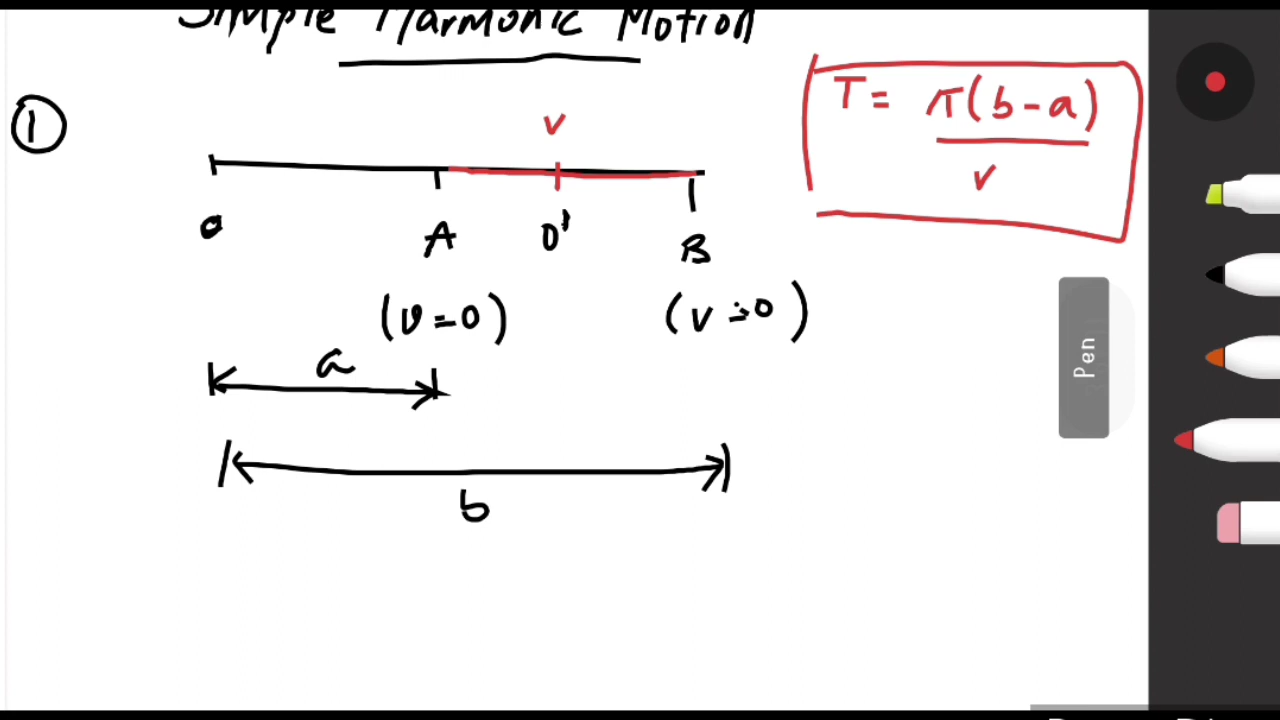 Simple Harmonic Motion
1
T = π(b-a)
v
v
O A O' B
(v=0) (v=0)
a
b
Pen